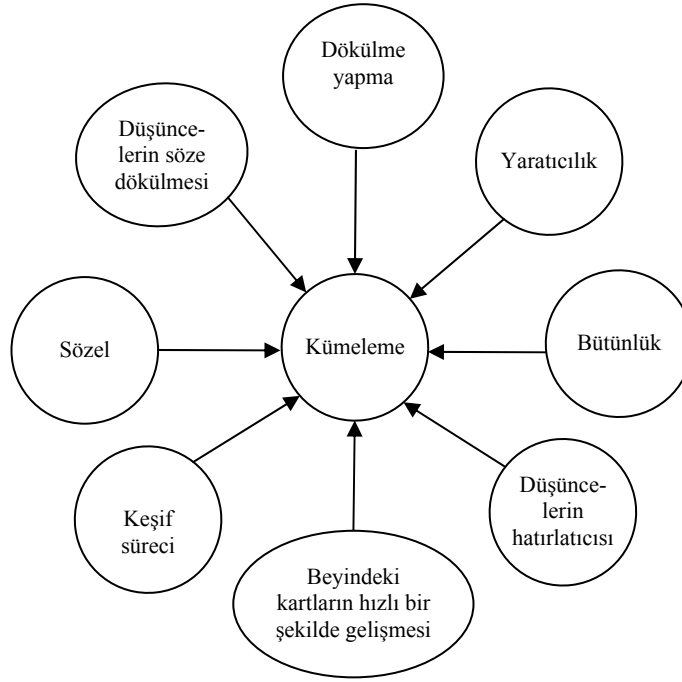 Dökülme
yapma
Düşünce-
lerin söze
dökülmesi
Yaratıcılık
Sözel
Kümeleme
Bütünlük
Keşif
süreci
Düşünce-
lerin
hatırlatıcısı
Beyindeki
kartların hızlı bir
şekilde gelişmesi